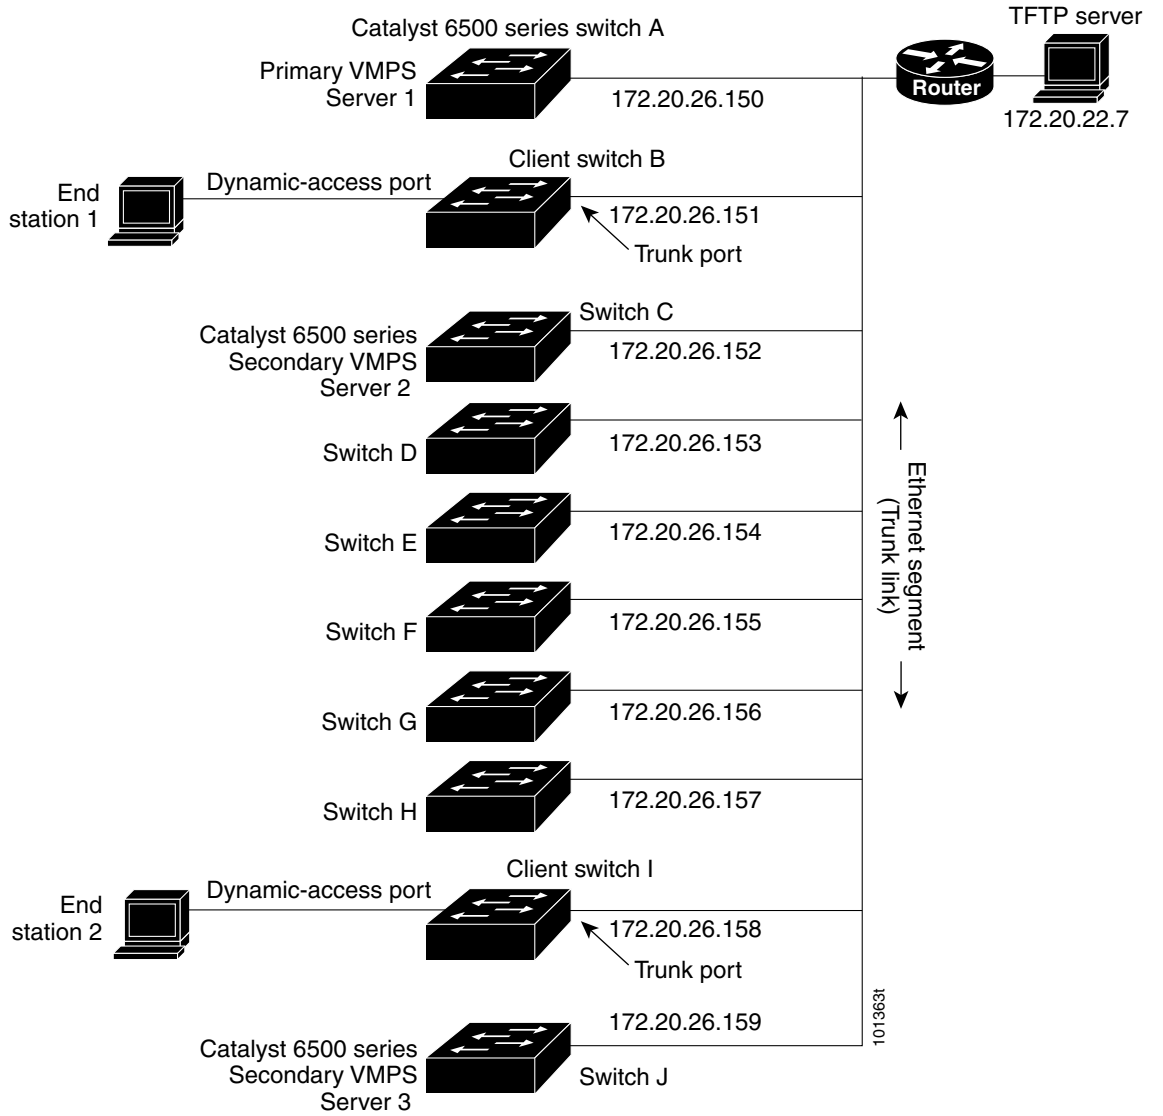 Catalyst 6500 series switch A
TFTP server
Primary VMPS
Server 1
172.20.26.150
Router
172.20.22.7
Client switch B
End
station 1
Dynamic-access port
172.20.26.151
Trunk port
Switch C
Catalyst 6500 series
Secondary VMPS
Server 2
172.20.26.152
Switch D
172.20.26.153
Ethernet segment
(Trunk link)
Switch E
172.20.26.154
Switch F
172.20.26.155
Switch G
172.20.26.156
Switch H
172.20.26.157
Client switch I
End
station 2
Dynamic-access port
172.20.26.158
Trunk port
101363t
172.20.26.159
Catalyst 6500 series
Secondary VMPS
Server 3
Switch J